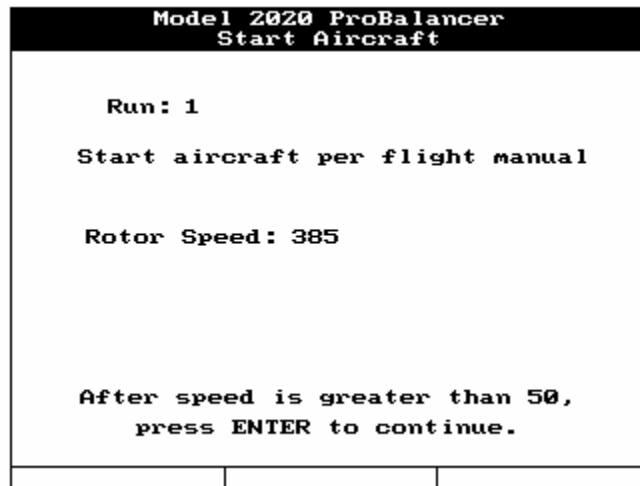 Model 2020 ProBalancer
Start Aircraft
Run: 1
Start aircraft per flight manual
Rotor Speed: 385
After speed is greater than 50,
press ENTER to continue.